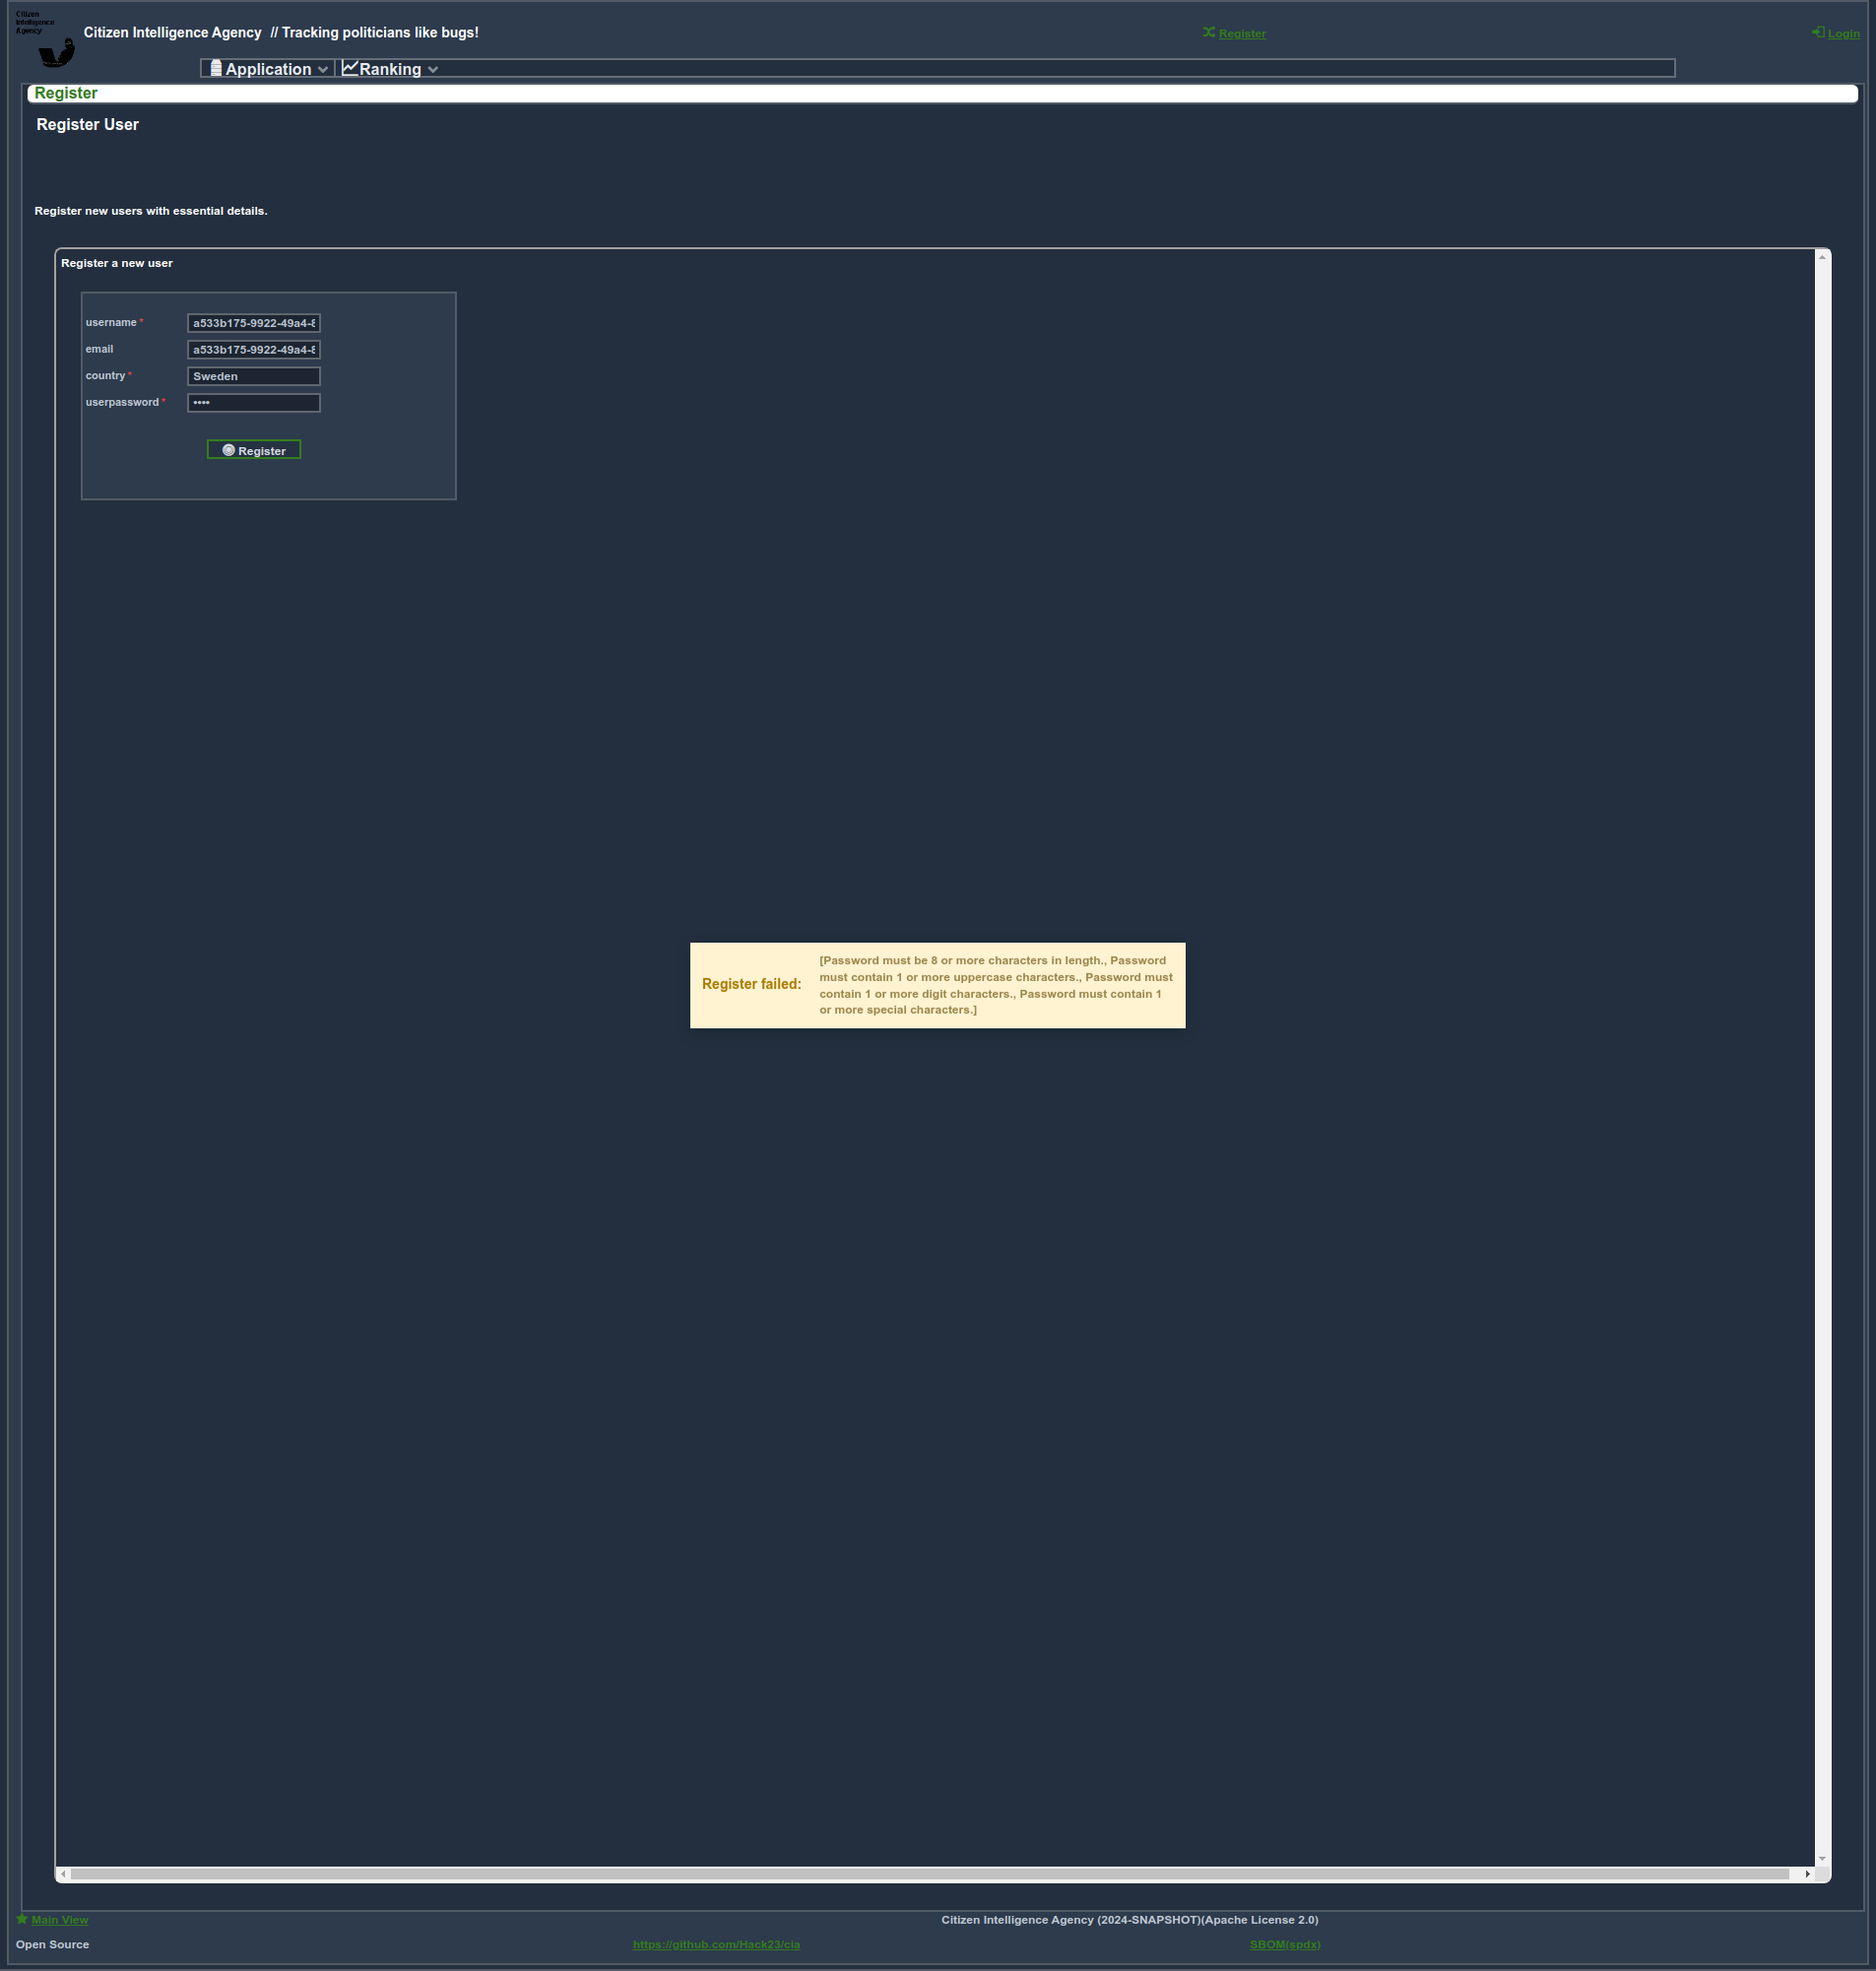 Citizen
Intelligence
Agency
Citizen Intelligence Agency // Tracking politicians like bugs!
Register
Login
Application
Ranking
Register
Register User
Register new users with essential details.
Register a new user
username *
a533b175-9922-49a4-
email
a533b175-9922-49a4-
country *
Sweden
userpassword *
••••
Register
Register failed:
[Password must be 8 or more characters in length., Password
must contain 1 or more uppercase characters., Password must
contain 1 or more digit characters., Password must contain 1
or more special characters.]
Main View
Citizen Intelligence Agency (2024-SNAPSHOT)(Apache License 2.0)
Open Source
https://github.com/Hack23/cia
SBOM(spdx)